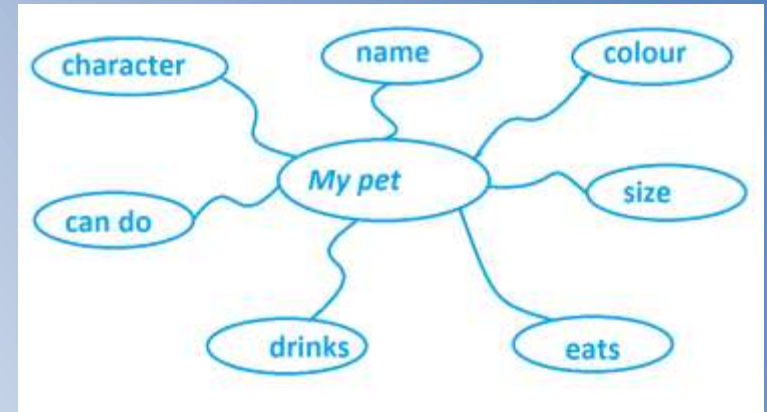 character
name
colour
My pet
size
can do
drinks
eats